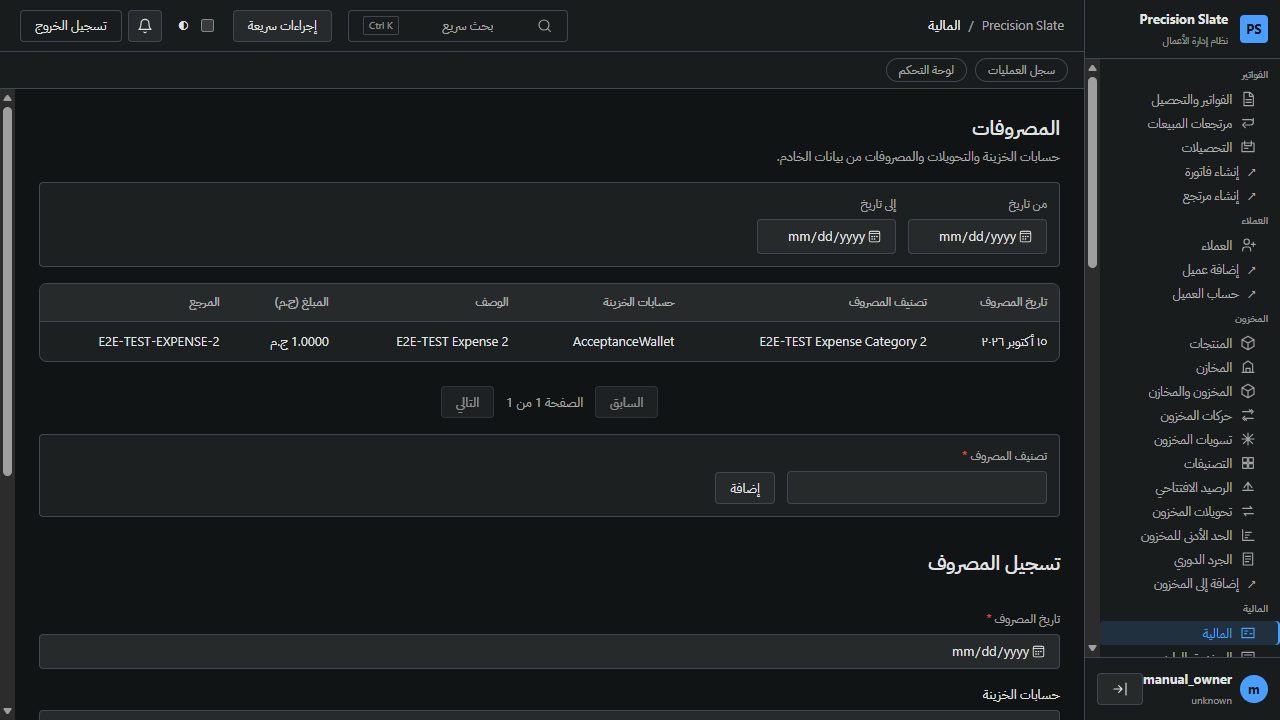 PS
Precision Slate
نظام إدارة الأعمال
Precision Slate / المالية
بحث سريع Ctrl K
إجراءات سريعة
تسجيل الخروج
سجل العمليات
لوحة التحكم
الفواتير
الفواتير والتحصيل
مرتجعات المبيعات
التحصيلات
إنشاء فاتورة
إنشاء مرتجع
العملاء
العملاء
إضافة عميل
حساب العميل
المخزون
المنتجات
المخازن
المخزون والمخازن
حركات المخزون
تسويات المخزون
التصنيفات
الرصيد الافتتاحي
تحويلات المخزون
الحد الأدنى للمخزون
الجرد الدوري
إضافة إلى المخزون
المالية
المالية
m
manual_owner
unknown
المصروفات
حسابات الخزينة والتحويلات والمصروفات من بيانات الخادم.
من تاريخ إلى تاريخ
mm/dd/yyyy mm/dd/yyyy
تاريخ المصروف تصنيف المصروف حسابات الخزينة الوصف المبلغ (ج.م) المرجع
١٥ أكتوبر ٢٠٢٦ E2E-TEST Expense Category 2 AcceptanceWallet E2E-TEST Expense 2 1.0000 ج.م E2E-TEST-EXPENSE-2
السابق الصفحة 1 من 1 التالي
تصنيف المصروف *
إضافة
تسجيل المصروف
تاريخ المصروف *
mm/dd/yyyy
حسابات الخزينة